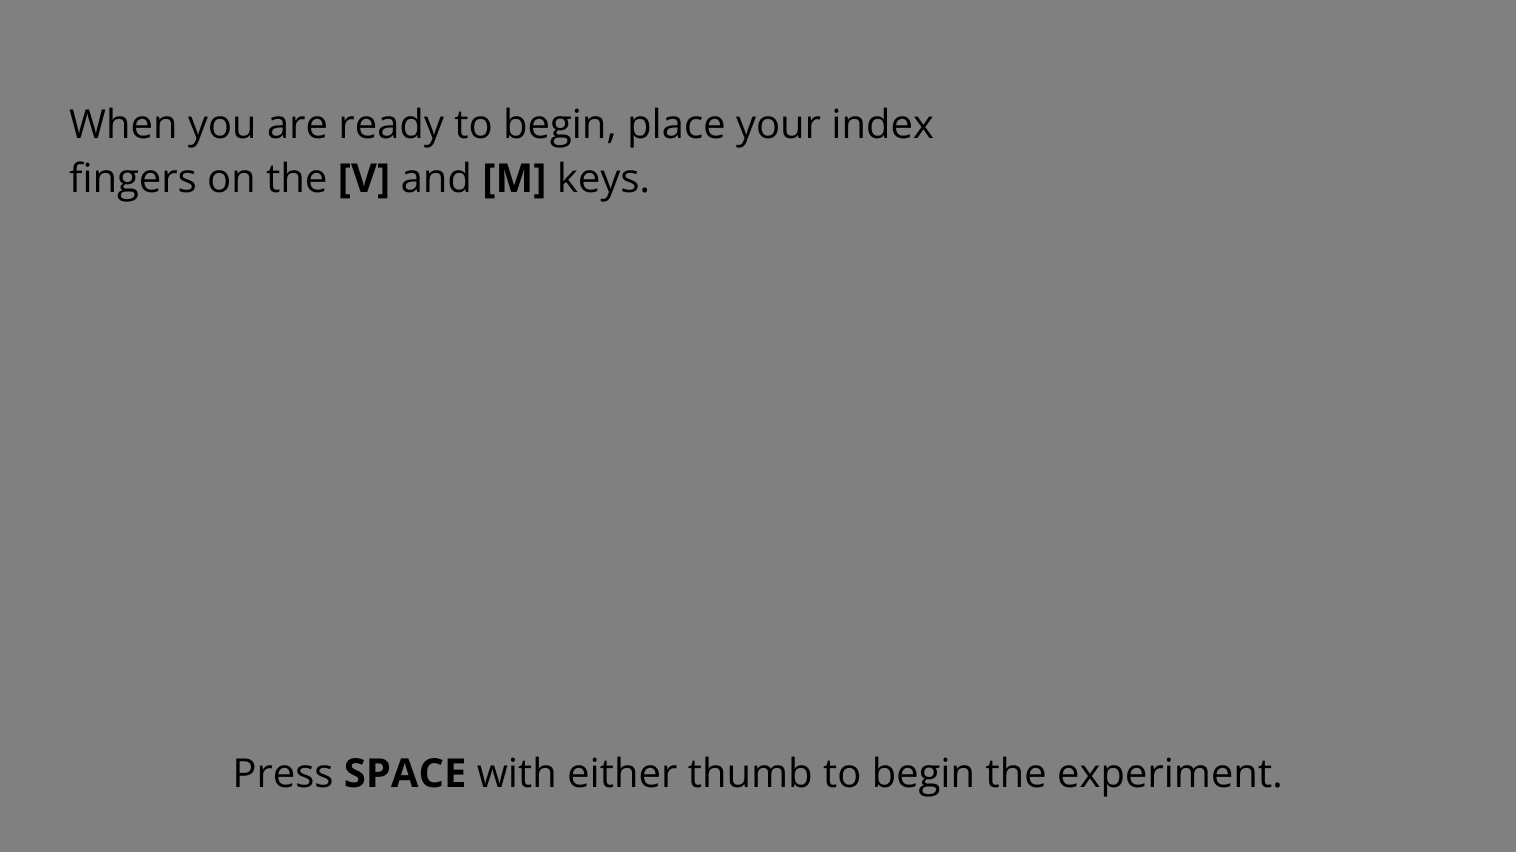 When you are ready to begin, place your index
fingers on the [V] and [M] keys.
Press SPACE with either thumb to begin the experiment.